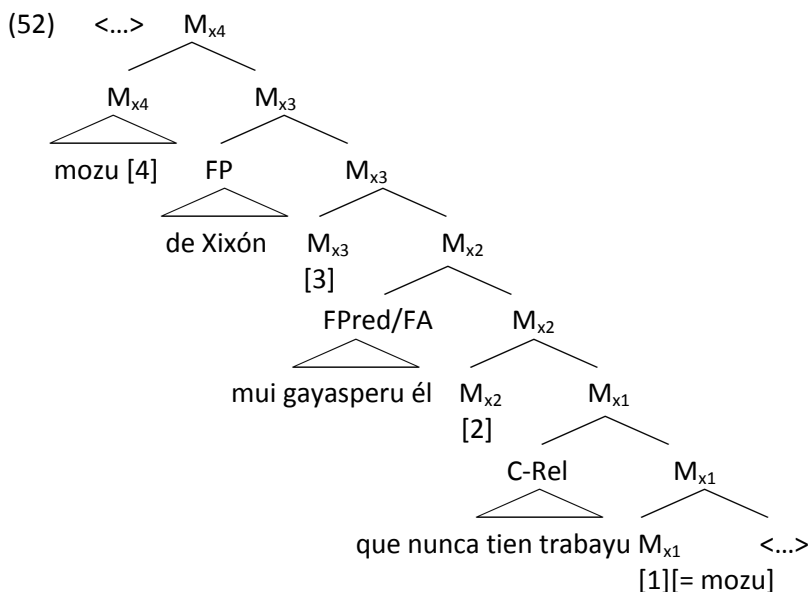 (52) <...> Mx4
Mx4 Mx3
mozu [4] FP Mx3
de Xixón Mx3 Mx2
[3]
FPred/FA Mx2
mui gayasperu él Mx2 Mx1
[2]
C-Rel Mx1
que nunca tien trabayu Mx1 <...>
[1][= mozu]